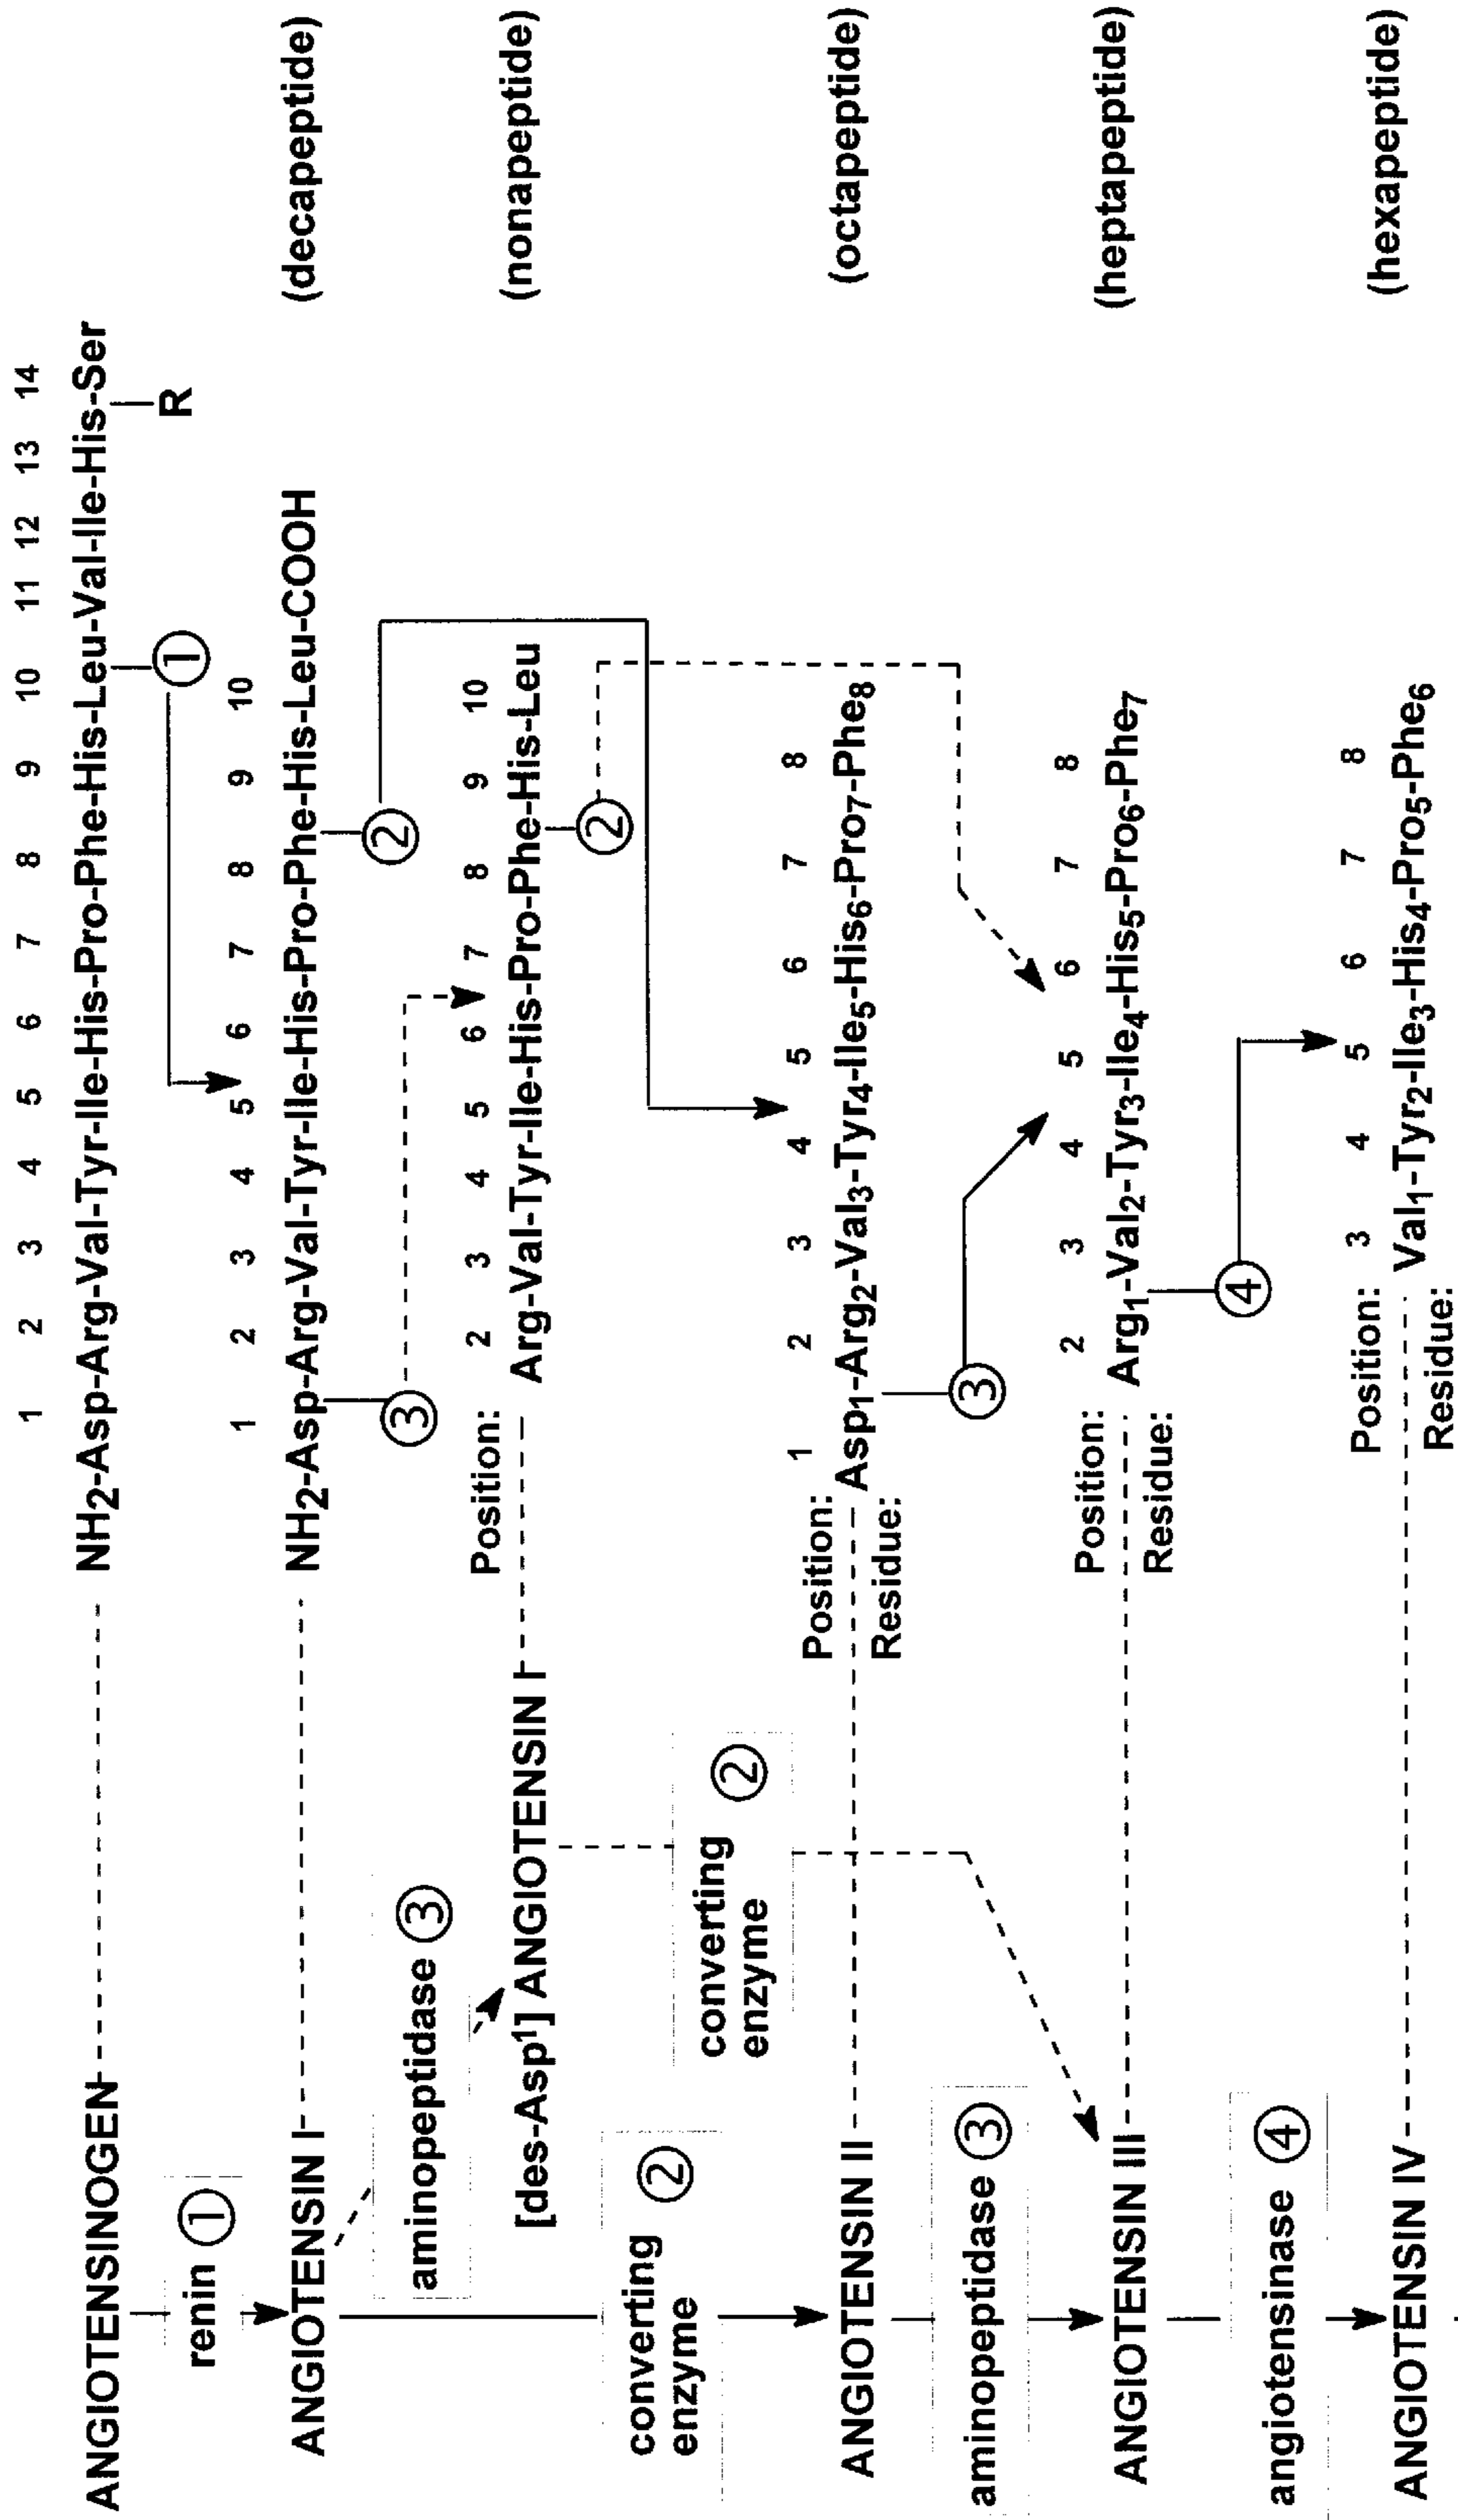 1 2 3 4 5 6 7 8 9 10 11 12 13 14
ANGIOTENSINOGEN NH2-Asp-Arg-Val-Tyr-Ile-His-Pro-Phe-His-Leu-Val-Ile-His-Ser
R
renin ① ①
1 2 3 4 5 6 7 8 9 10
ANGIOTENSIN I NH2-Asp-Arg-Val-Tyr-Ile-His-Pro-Phe-His-Leu-COOH (decapeptide)
aminopeptidase ③ ③ ②
Position: 2 3 4 5 6 7 8 9 10
[des-Asp¹] ANGIOTENSIN I Arg-Val-Tyr-Ile-His-Pro-Phe-His-Leu (nonapeptide)
②
converting
enzyme ②
converting
enzyme ②
Position: 1 2 3 4 5 6 7 8
ANGIOTENSIN II Asp1-Arg2-Val3-Tyr4-Ile5-His6-Pro7-Phe8 (octapeptide)
Residue:
aminopeptidase ③ ③
Position: 2 3 4 5 6 7 8
ANGIOTENSIN III Arg1-Val2-Tyr3-Ile4-His5-Pro6-Phe7 (heptapeptide)
Residue:
angiotensinase ④ ④
Position: 3 4 5 6 7 8
ANGIOTENSIN IV Val1-Tyr2-Ile3-His4-Pro5-Phe6 (hexapeptide)
Residue: